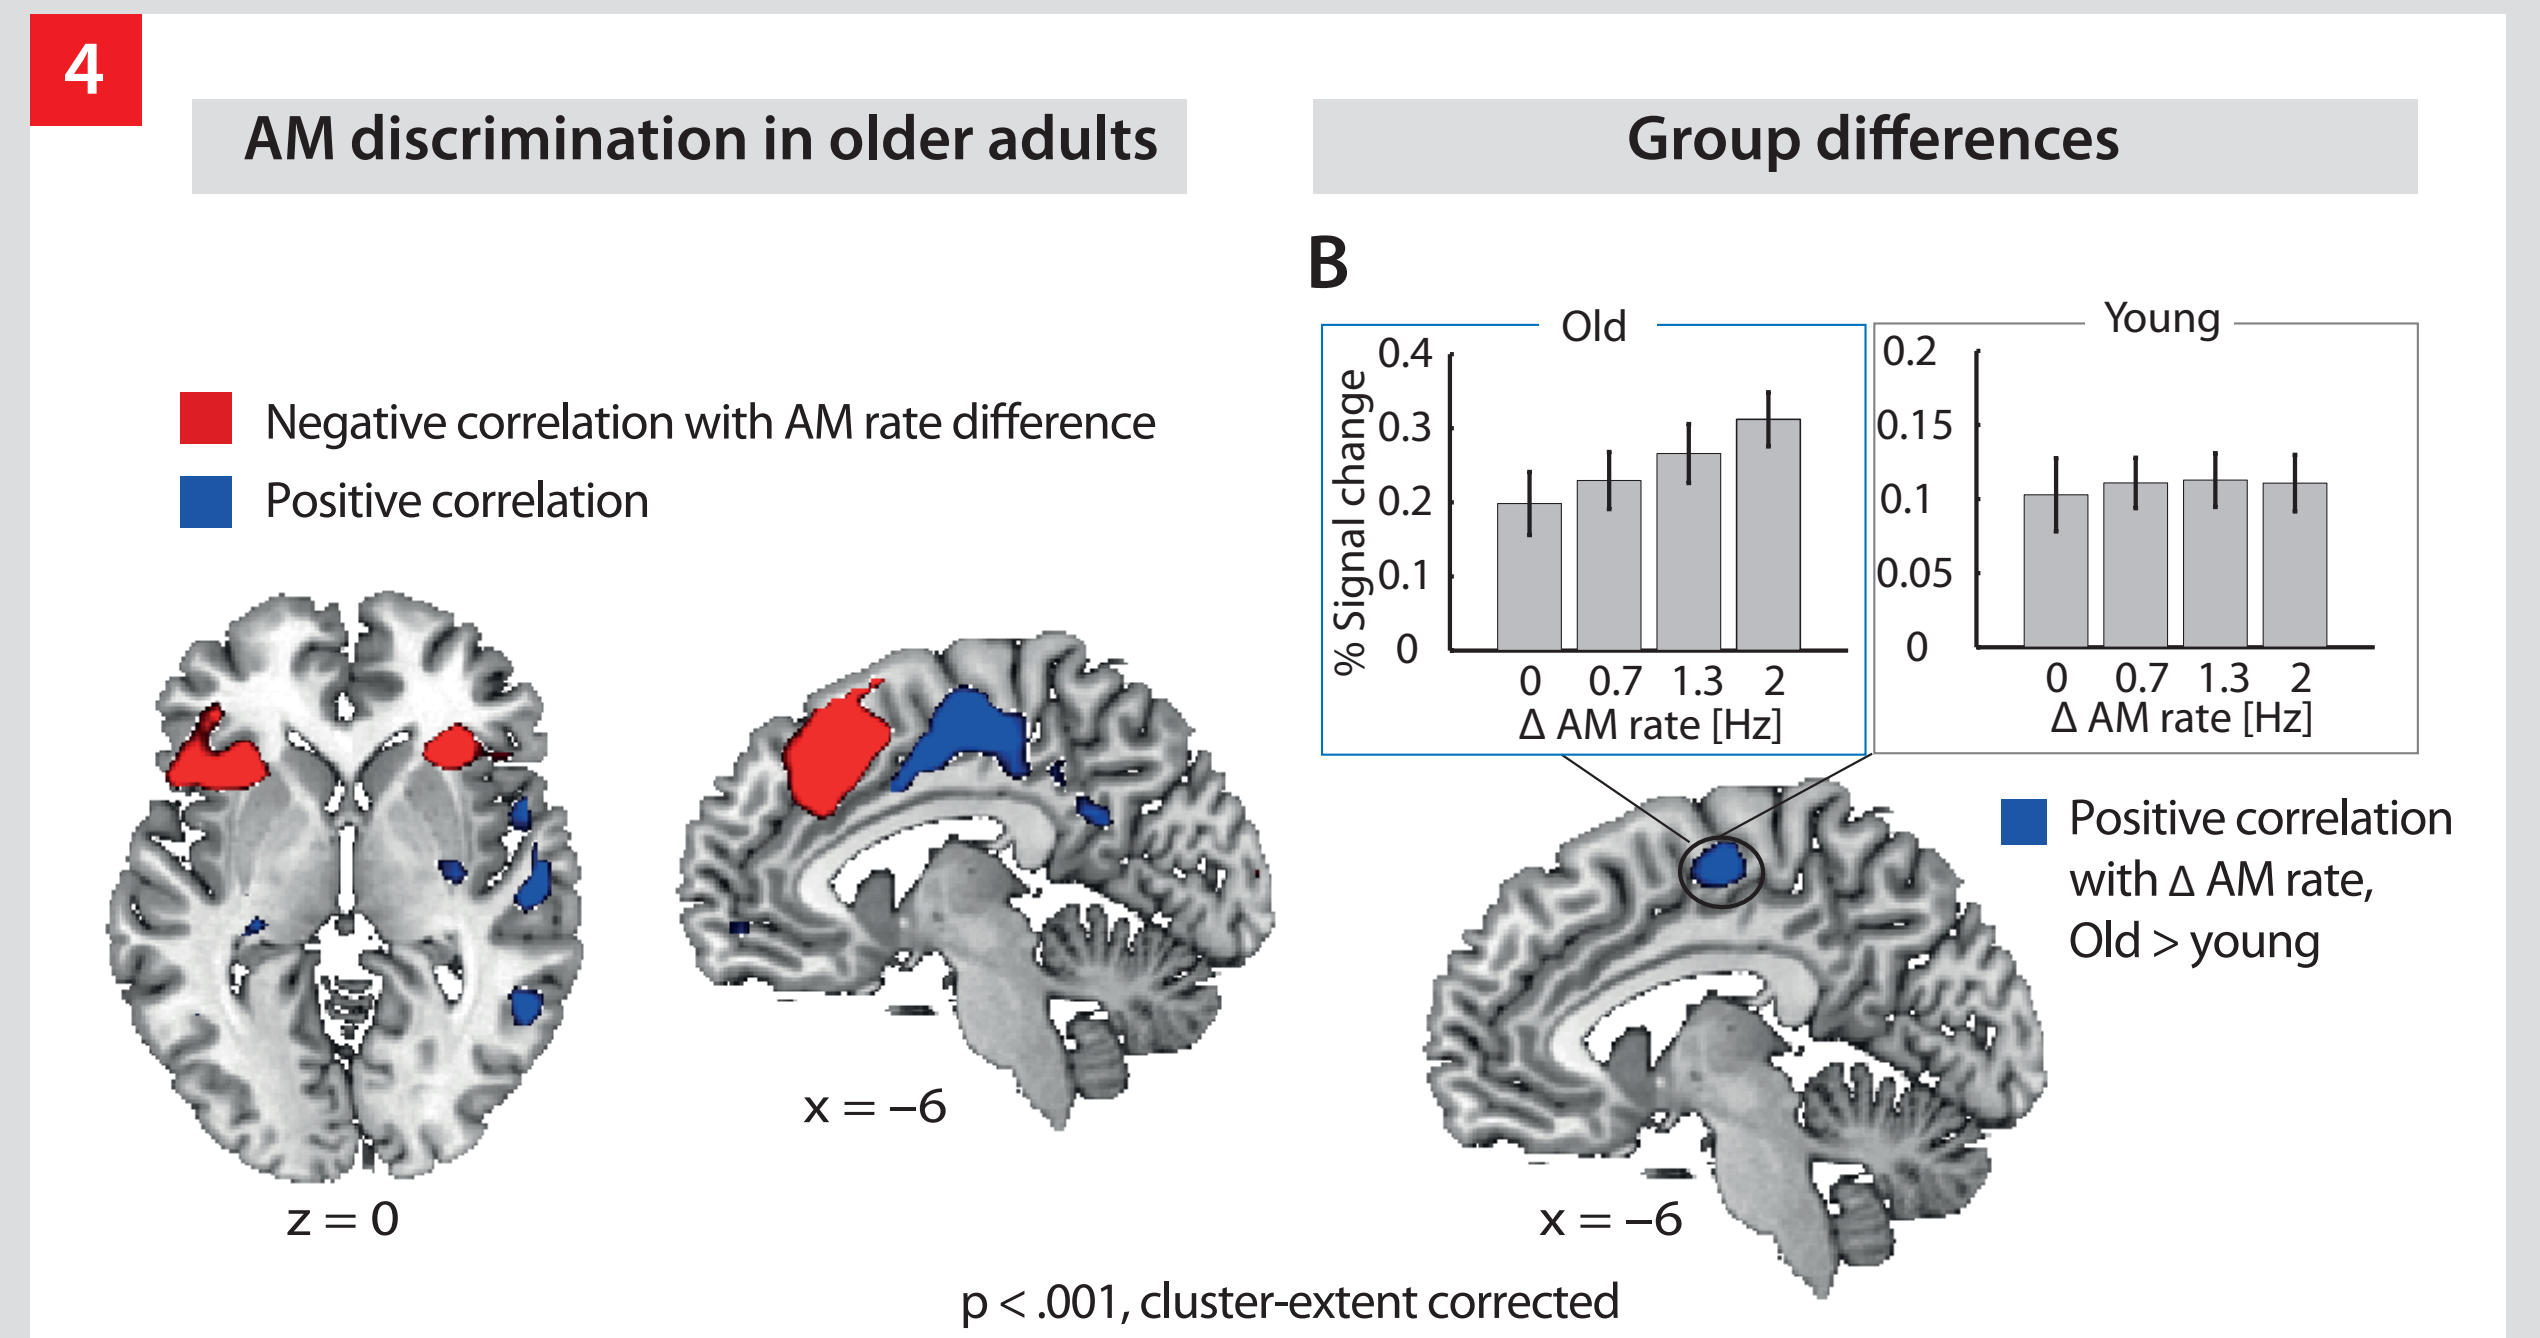 4
AM discrimination in older adults
Group differences
Negative correlation with AM rate difference
Positive correlation
z = 0
x = –6
B
Old
% Signal change
0.4
0.3
0.2
0.1
0
0 0.7 1.3 2
Δ AM rate [Hz]
Young
0.2
0.15
0.1
0.05
0
0 0.7 1.3 2
Δ AM rate [Hz]
Positive correlation
with Δ AM rate,
Old > young
x = –6
p < .001, cluster-extent corrected